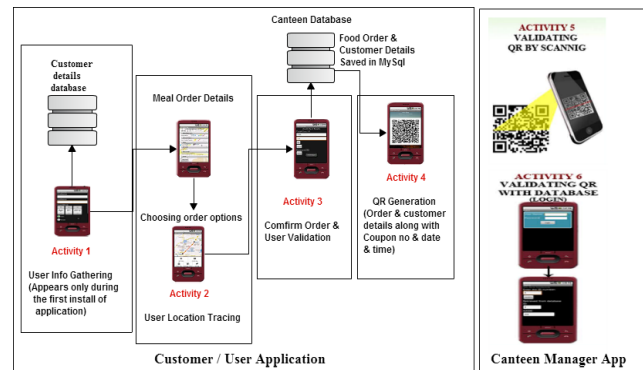 Canteen Database
Food Order &
Customer Details
Saved in MySql
Customer
details
database
Activity 1
User Info Gathering
(Appears only during
the first install of
application)
Meal Order Details
Choosing order options
Activity 2
User Location Tracing
Activity 3
Comfirm Order &
User Validation
Activity 4
QR Generation
(Order & customer
details along with
Coupon no & date
& time)
Customer / User Application
ACTIVITY 5
VALIDATING
QR BY SCANNIG
ACTIVITY 6
VALIDATING QR
WITH DATABASE
(LOGIN)
Canteen Manager App